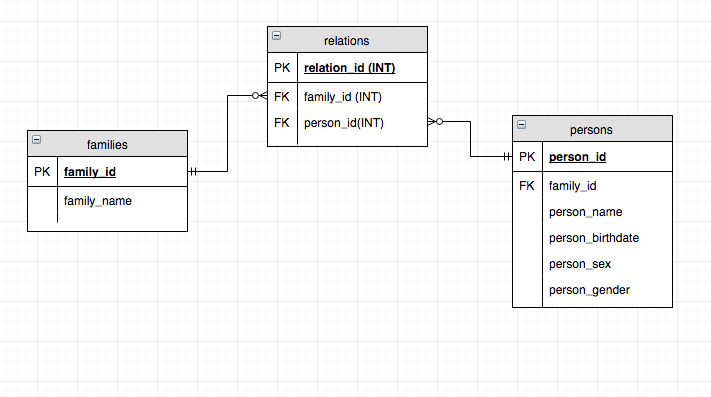 relations
PK relation_id (INT)
FK family_id (INT)
FK person_id(INT)
families
PK family_id
family_name
persons
PK person_id
FK family_id
person_name
person_birthdate
person_sex
person_gender